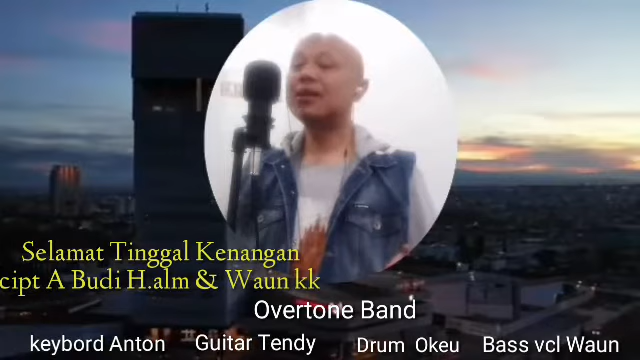 Selamat Tinggal Kenangan
cipt A Budi H.alm & Waun kk
Overtone Band
keybord Anton Guitar Tendy Drum Okeu Bass vcl Waun